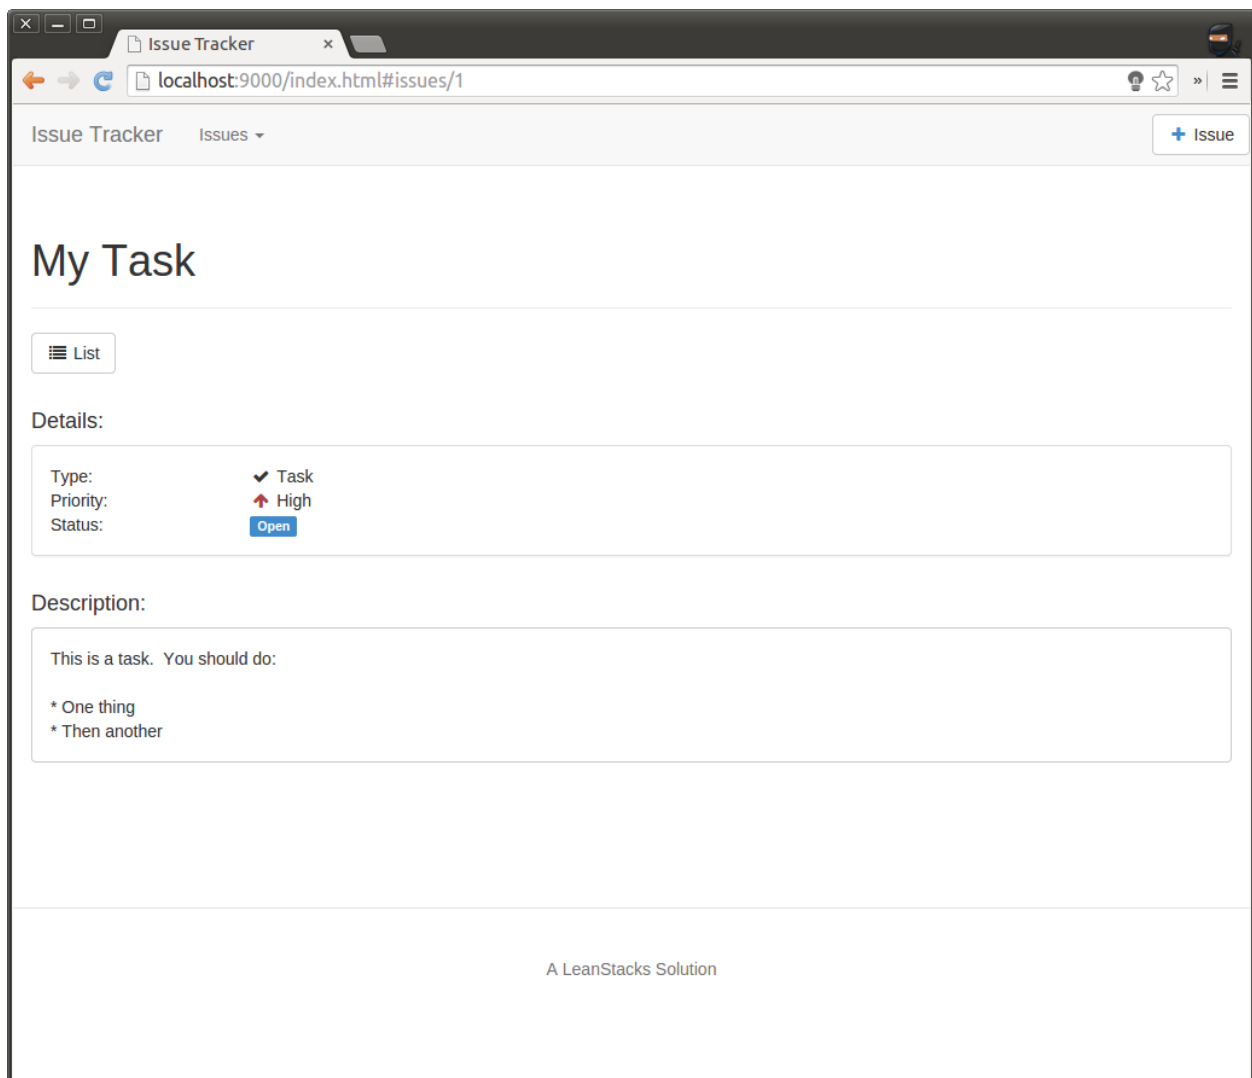 Issue Tracker
localhost:9000/index.html#issues/1
Issue Tracker Issues + Issue
My Task
List
Details:
Type: Task
Priority: High
Status: Open
Description:
This is a task.  You should do:
* One thing
* Then another
A LeanStacks Solution